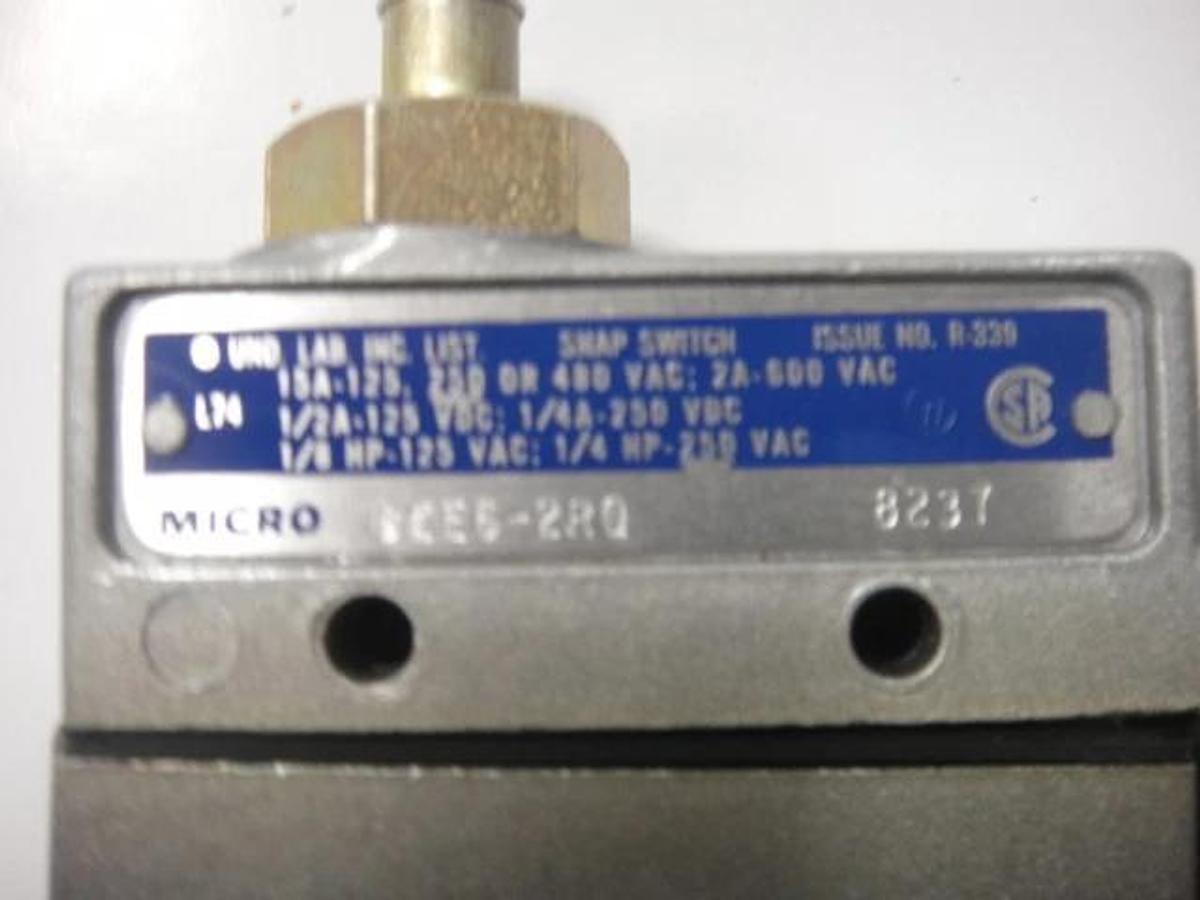 UND. LAB. INC. LIST. SNAP SWITCH ISSUE NO. R-339
15A-125, 250 OR 480 VAC; 2A-600 VAC
L74 1/2A-125 VDC; 1/4A-250 VDC
1/8 HP-125 VAC; 1/4 HP-250 VAC
MICRO 8237